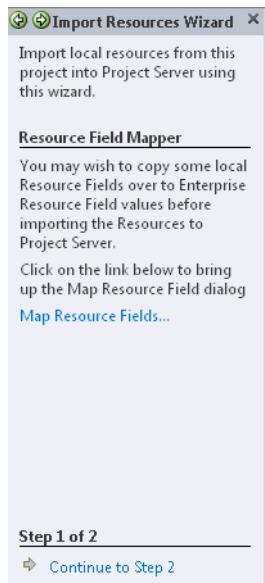 Import Resources Wizard
Import local resources from this
project into Project Server using
this wizard.
Resource Field Mapper
You may wish to copy some local
Resource Fields over to Enterprise
Resource Field values before
importing the Resources to
Project Server.
Click on the link below to bring
up the Map Resource Field dialog
Map Resource Fields...
Step 1 of 2
Continue to Step 2